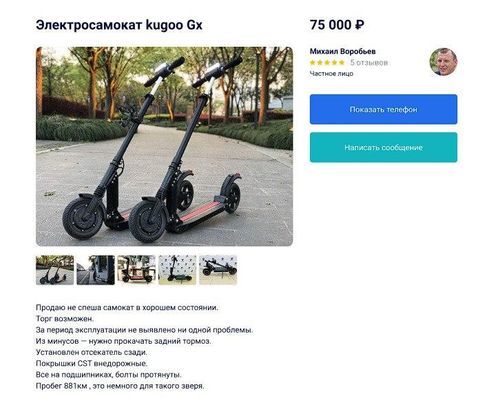 Электросамокат kugoo Gx
75 000 ₽
Михаил Воробьев
5 отзывов
Частное лицо
Показать телефон
Написать сообщение
Продаю не спеша самокат в хорошем состоянии.
Торг возможен.
За период эксплуатации не выявлено ни одной проблемы.
Из минусов — нужно прокачать задний тормоз.
Установлен отсекатель сзади.
Покрышки CST внедорожные.
Все на подшипниках, болты протянуты.
Пробег 881км , это немного для такого зверя.